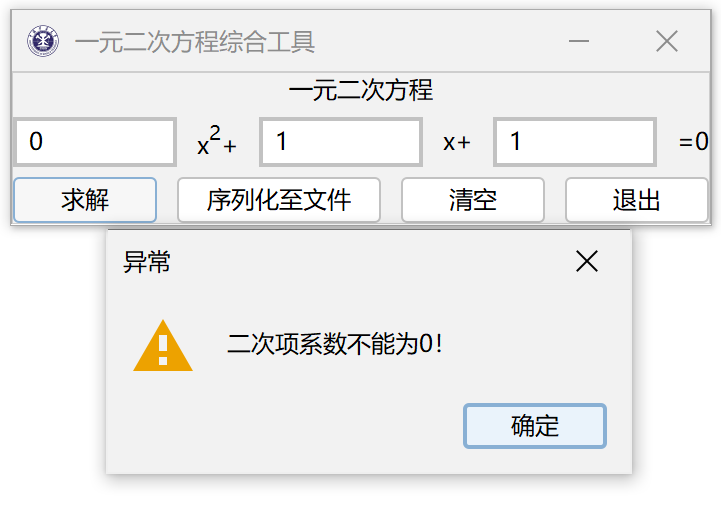 一元二次方程综合工具
一元二次方程
0 x²+ 1 x+ 1 =0
求解 序列化至文件 清空 退出
异常
二次项系数不能为0!
确定